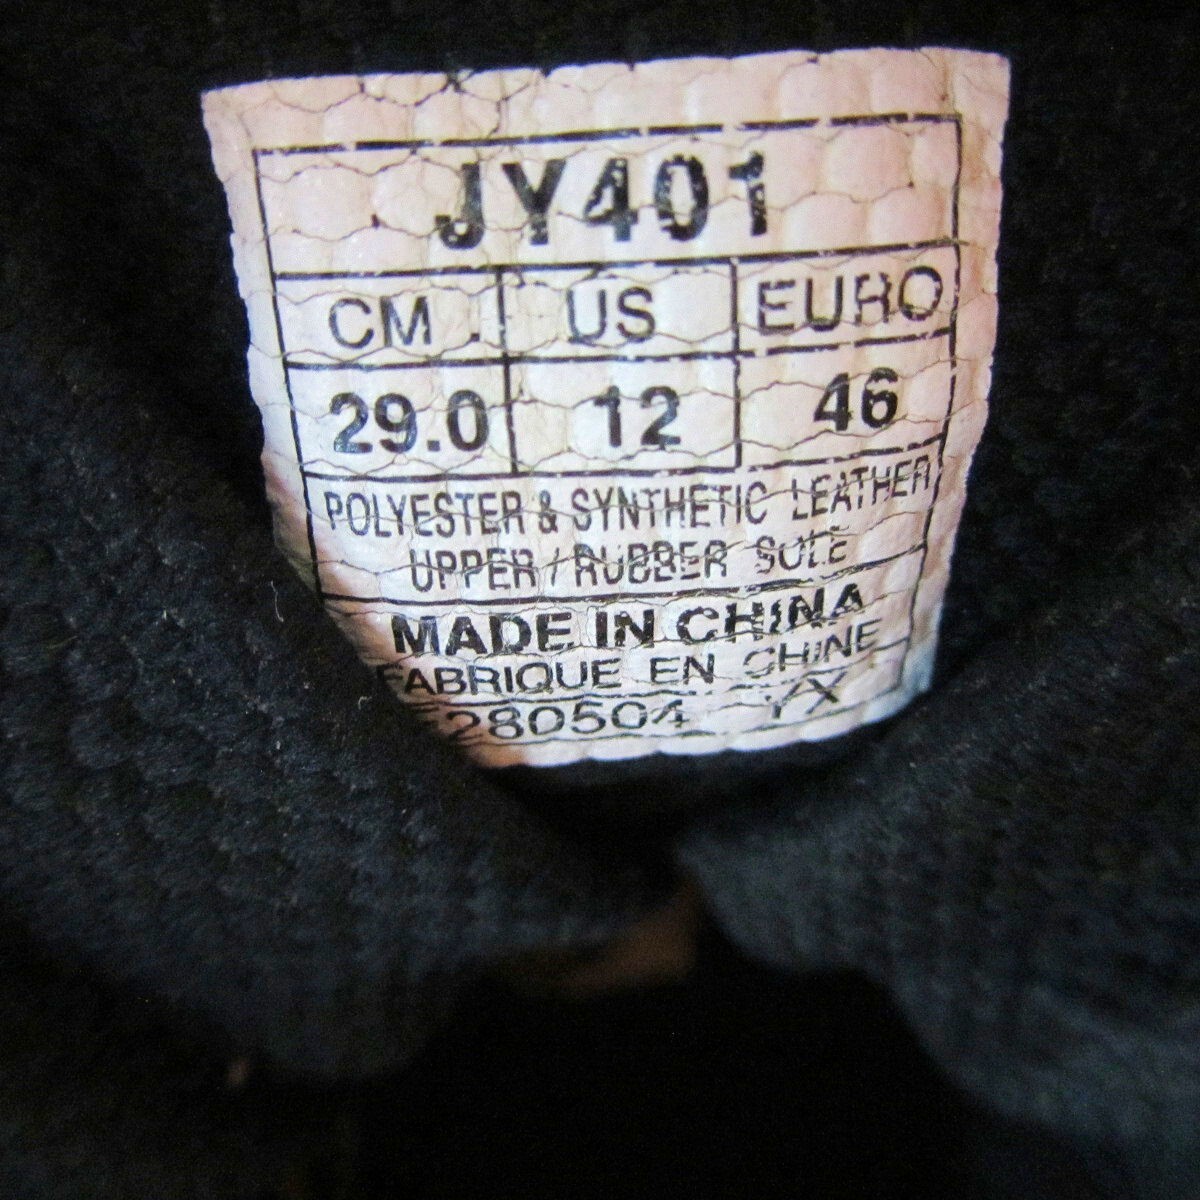 JY401
CM US EURO
29.0 12 46
POLYESTER & SYNTHETIC LEATHER
UPPER / RUBBER SOLE
MADE IN CHINA
FABRIQUE EN CHINE
YX